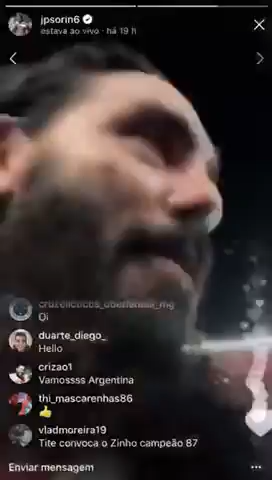 jpsorin6
estava ao vivo · há 19 h
Oi
duarte_diego_
Hello
crizao1
Vamossss Argentina
thi_mascarenhas86
👍
vladmoreira19
Tite convoca o Zinho campeão 87
Enviar mensagem